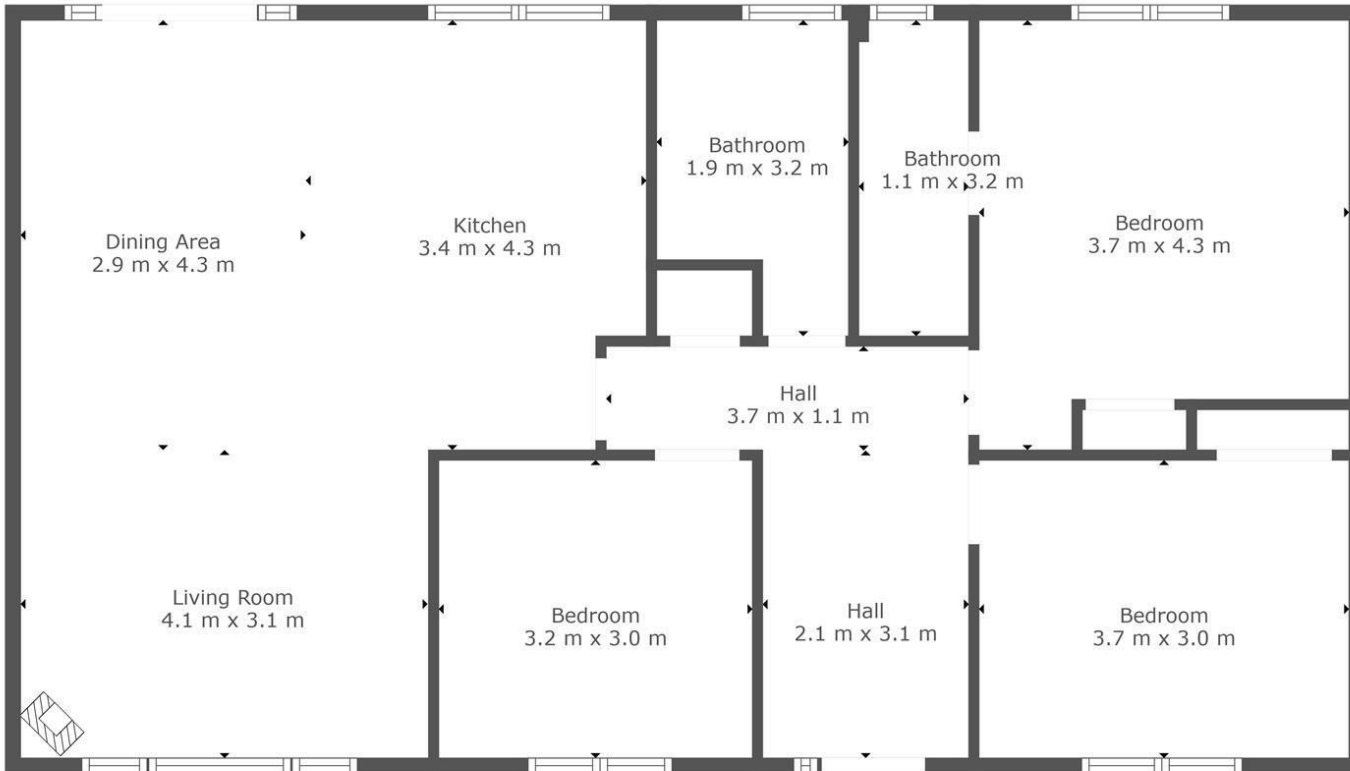 Bathroom
1.9 m x 3.2 m
Bathroom
1.1 m x 3.2 m
Dining Area
2.9 m x 4.3 m
Kitchen
3.4 m x 4.3 m
Bedroom
3.7 m x 4.3 m
Hall
3.7 m x 1.1 m
Living Room
4.1 m x 3.1 m
Bedroom
3.2 m x 3.0 m
Hall
2.1 m x 3.1 m
Bedroom
3.7 m x 3.0 m